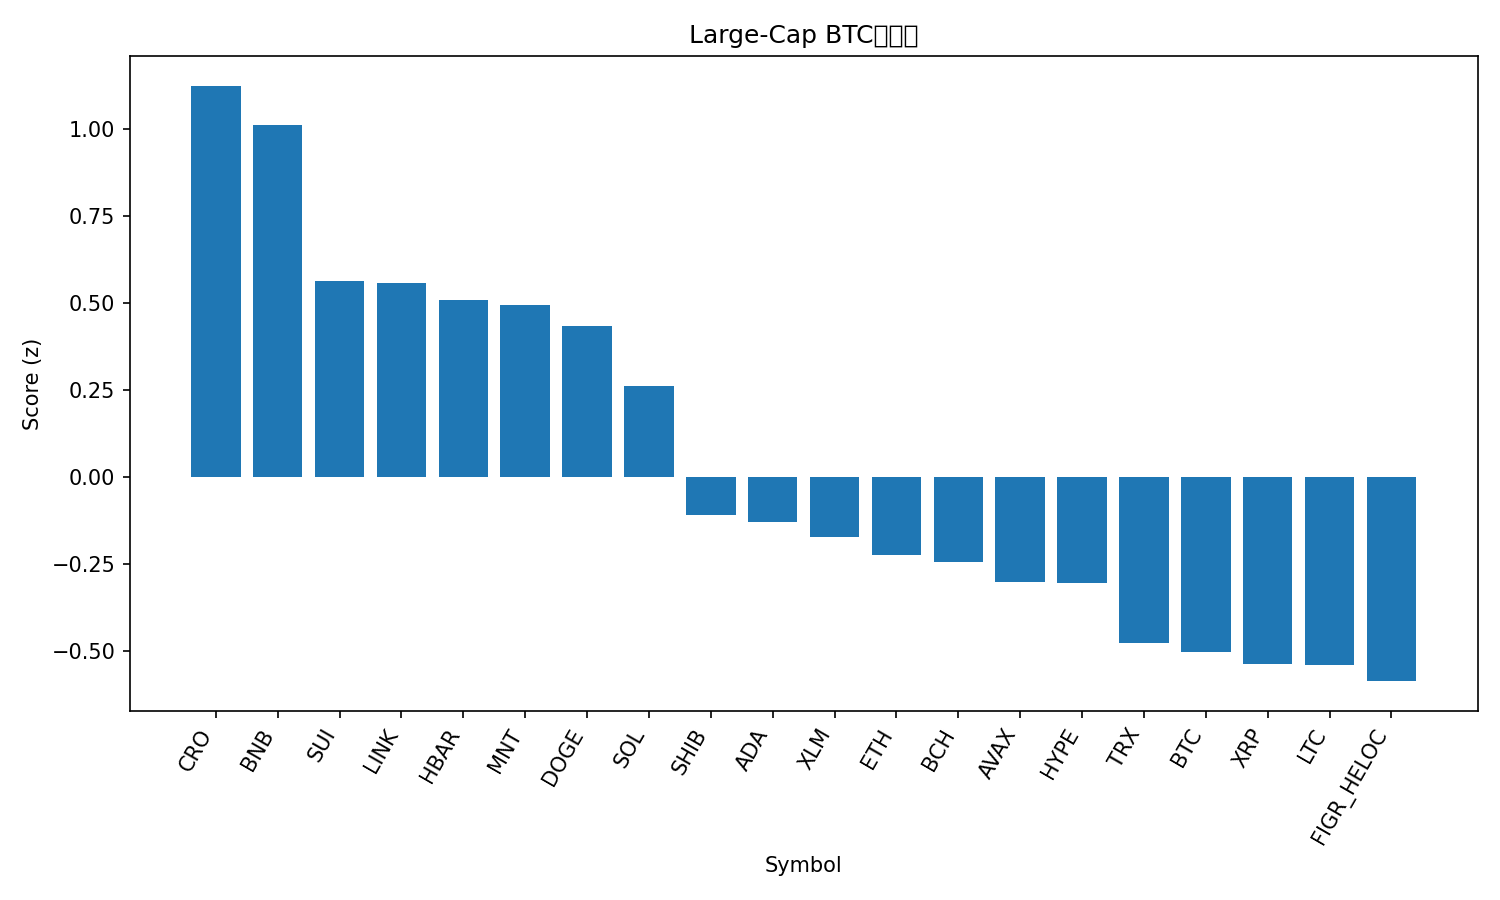 Large-Cap BTC
Score (z)
1.00
0.75
0.50
0.25
0.00
−0.25
−0.50
CRO
BNB
SUI
LINK
HBAR
MNT
DOGE
SOL
SHIB
ADA
XLM
ETH
BCH
AVAX
HYPE
TRX
BTC
XRP
LTC
FIGR_HELOC
Symbol